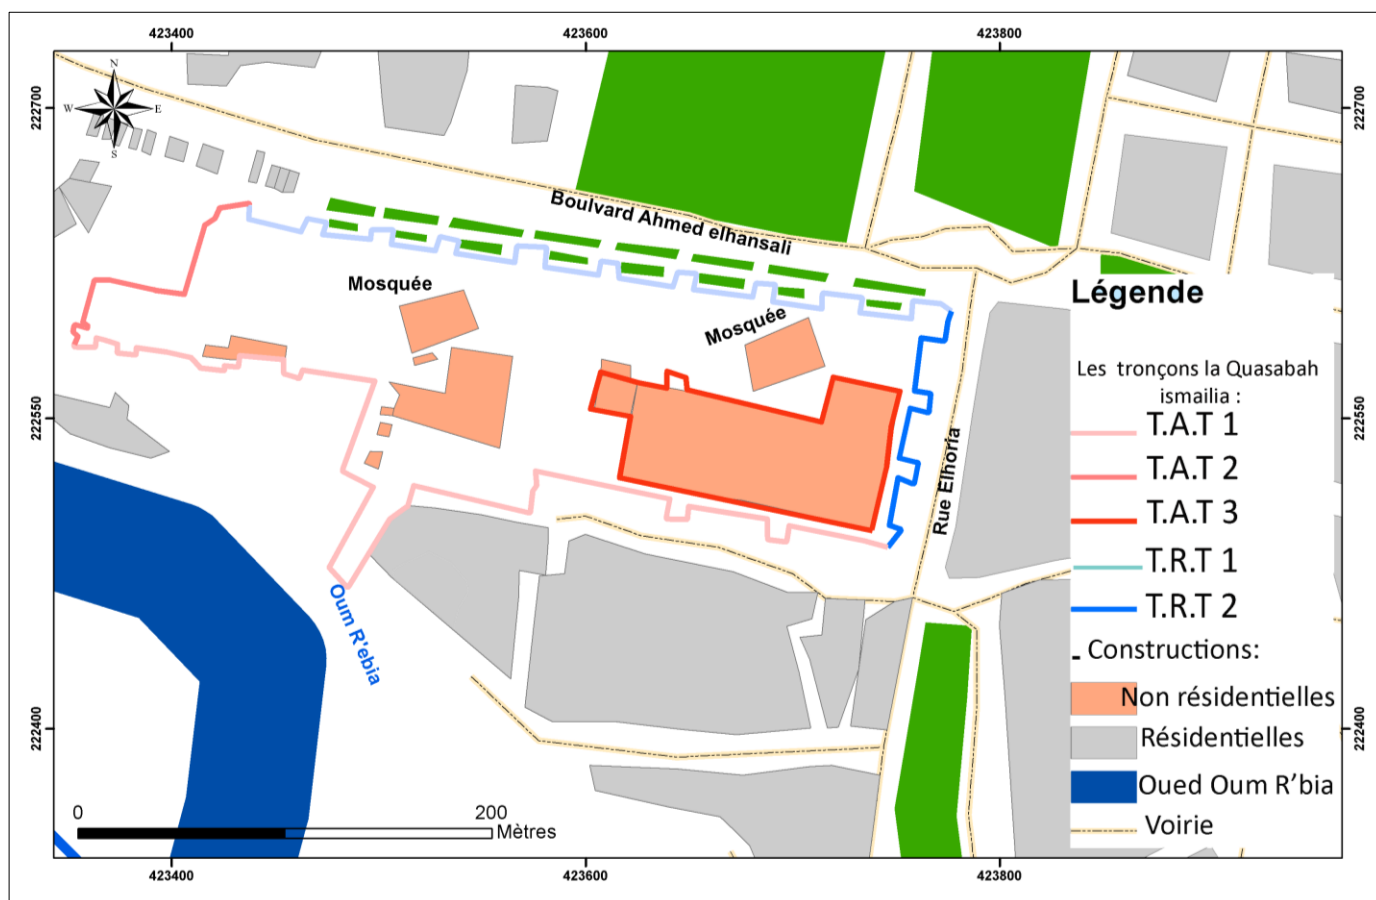 423400 423600 423800
222700 222700
N
W E
S
Boulvard Ahmed elhansali
Mosquée
Mosquée
Légende
Les tronçons la Quasabah
ismailia :
T.A.T 1
T.A.T 2
T.A.T 3
T.R.T 1
T.R.T 2
- Constructions:
Non résidentielles
Résidentielles
Oued Oum R’bia
Voirie
222550 222550
Rue Elhoria
Oum R'ebia
222400 222400
0 200
Mètres
423400 423600 423800